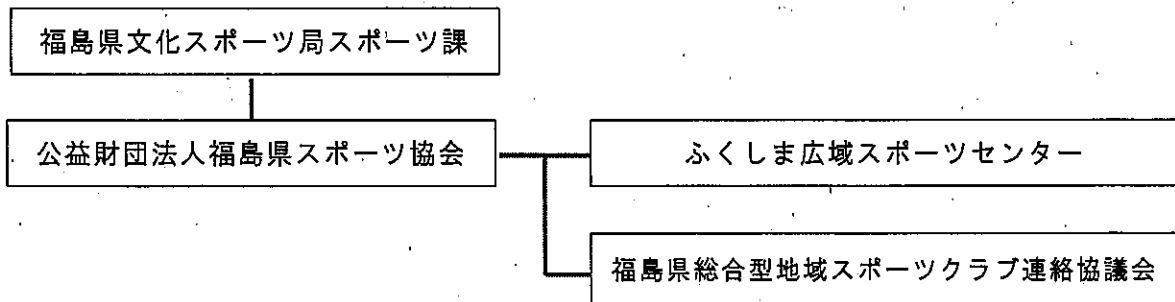 福島県文化スポーツ局スポーツ課
公益財団法人福島県スポーツ協会
ふくしま広域スポーツセンター
福島県総合型地域スポーツクラブ連絡協議会